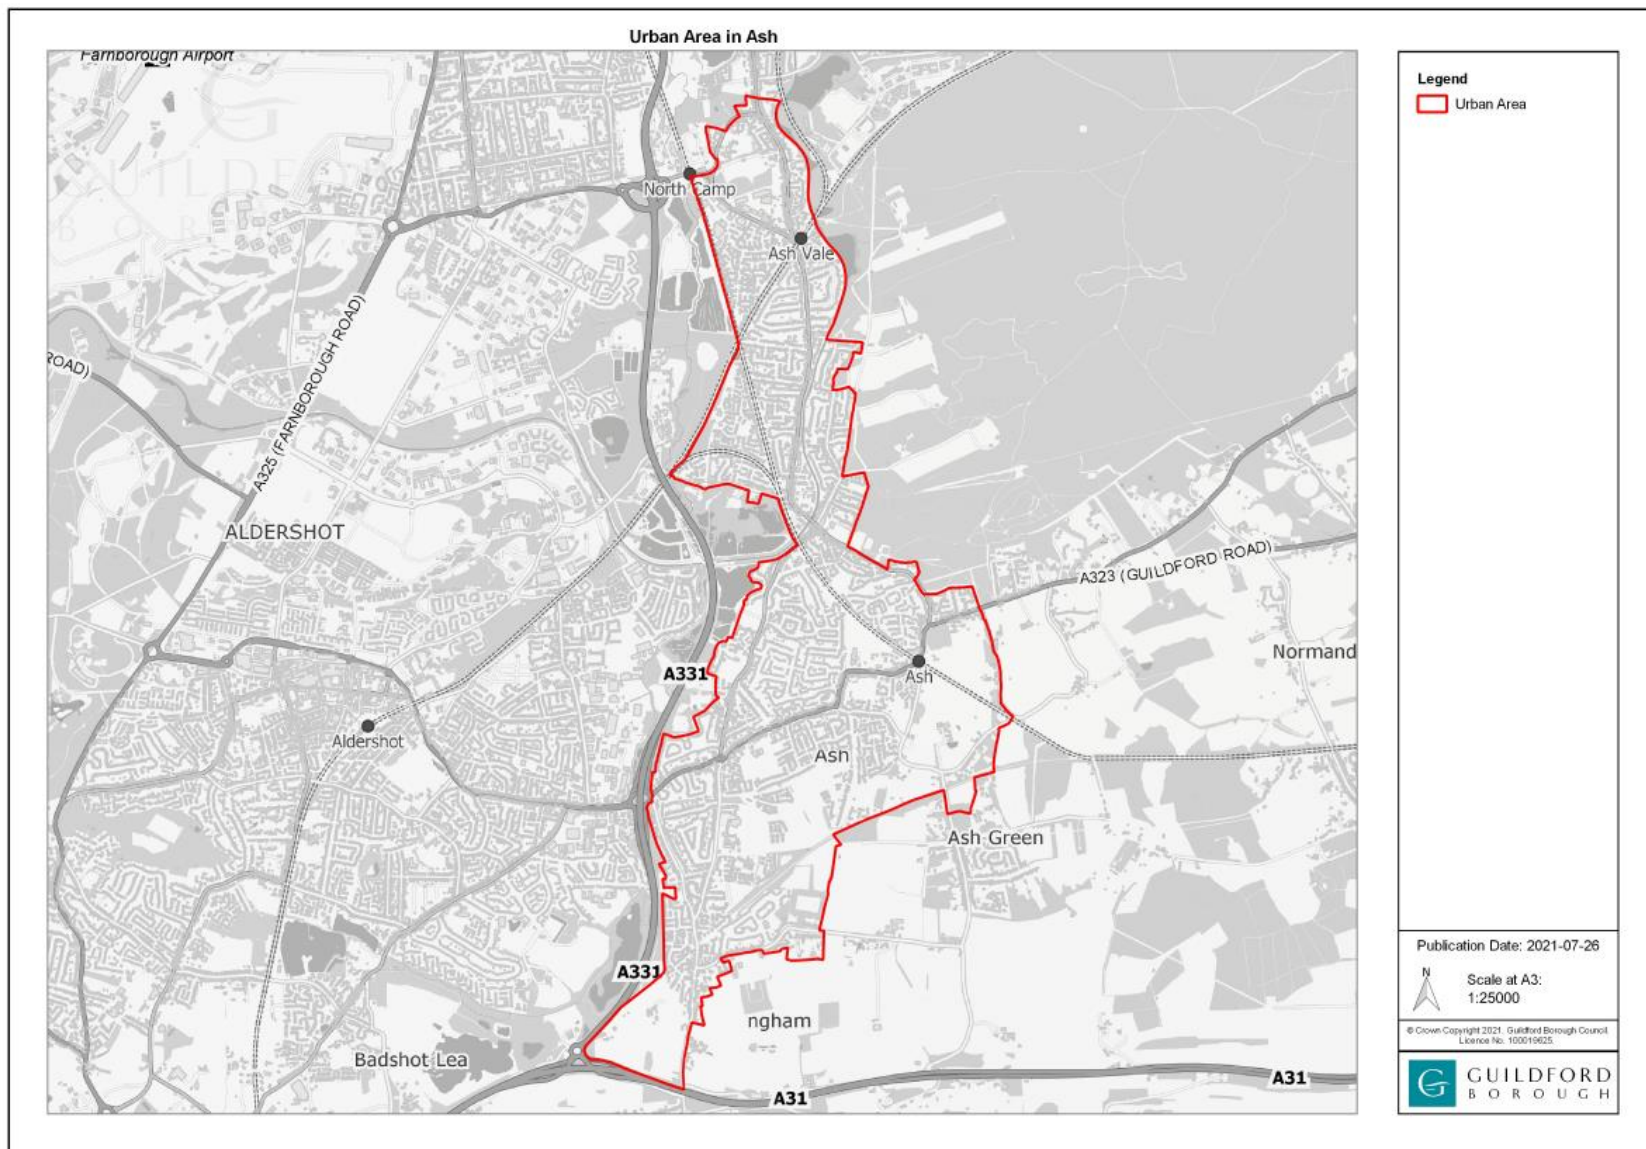 Urban Area in Ash
Farnborough Airport
GUILDFO
BOR
North Camp
Ash Vale
ROAD)
A325 (FARNBOROUGH ROAD)
ALDERSHOT
A323 (GUILDFORD ROAD)
Normand
A331
Ash
Aldershot
Ash
Ash Green
A331
ngham
Badshot Lea
A31
A31
Legend
Urban Area
Publication Date: 2021-07-26
N
Scale at A3:
1:25000
© Crown Copyright 2021. Guildford Borough Council.
Licence No. 100019625.
G
GUILDFORD
BOROUGH